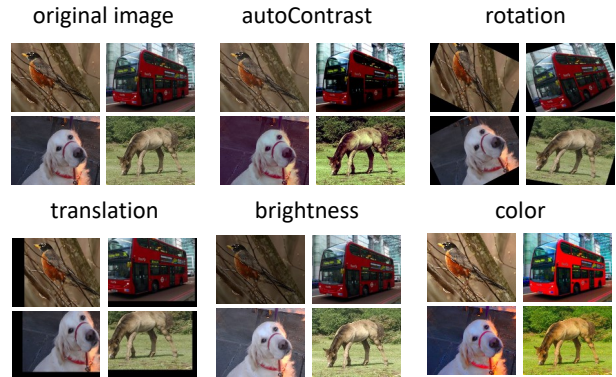 original image
autoContrast
rotation
translation
brightness
color